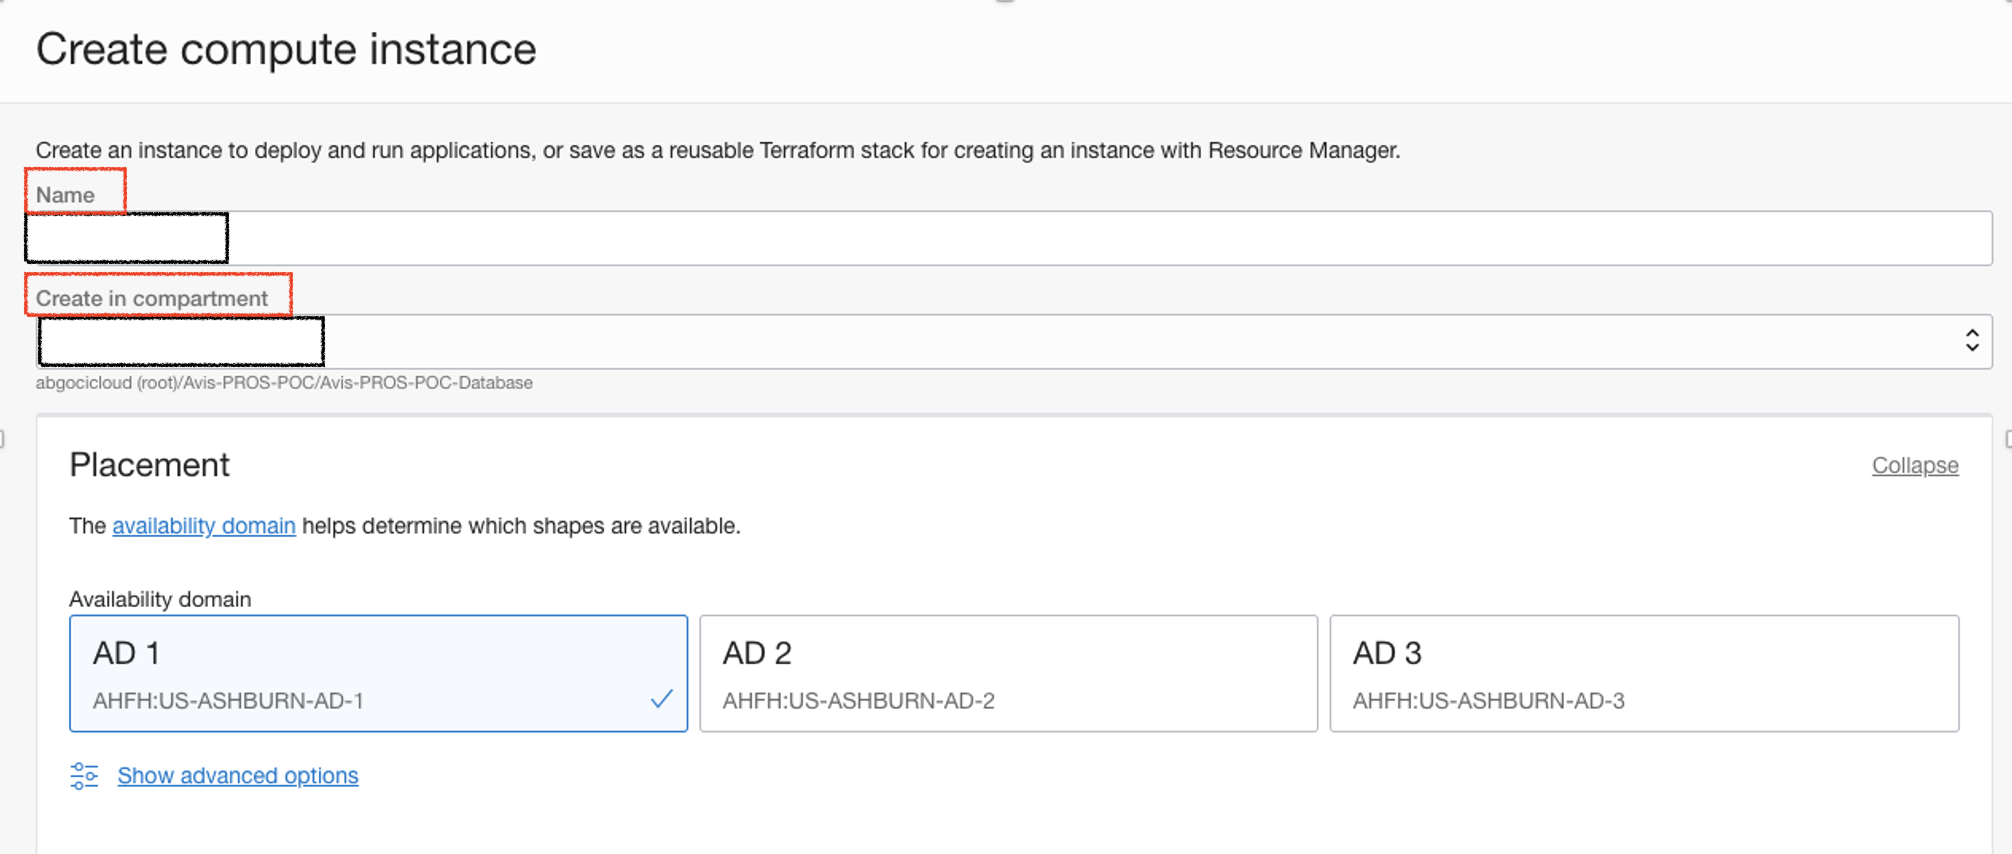 Create compute instance
Create an instance to deploy and run applications, or save as a reusable Terraform stack for creating an instance with Resource Manager.
Name
Create in compartment
abgocicloud (root)/Avis-PROS-POC/Avis-PROS-POC-Database
Placement
Collapse
The availability domain helps determine which shapes are available.
Availability domain
AD 1
AHFH:US-ASHBURN-AD-1
AD 2
AHFH:US-ASHBURN-AD-2
AD 3
AHFH:US-ASHBURN-AD-3
Show advanced options